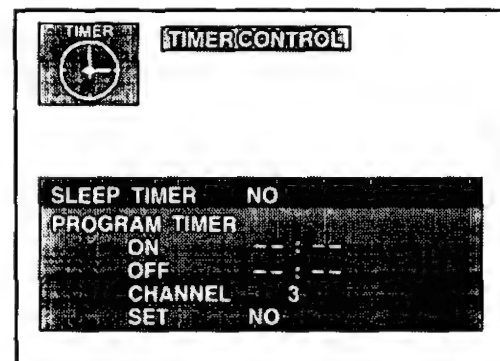 TIMER
TIMER CONTROL
SLEEP TIMER NO
PROGRAM TIMER
ON -- : --
OFF -- : --
CHANNEL 3
SET NO